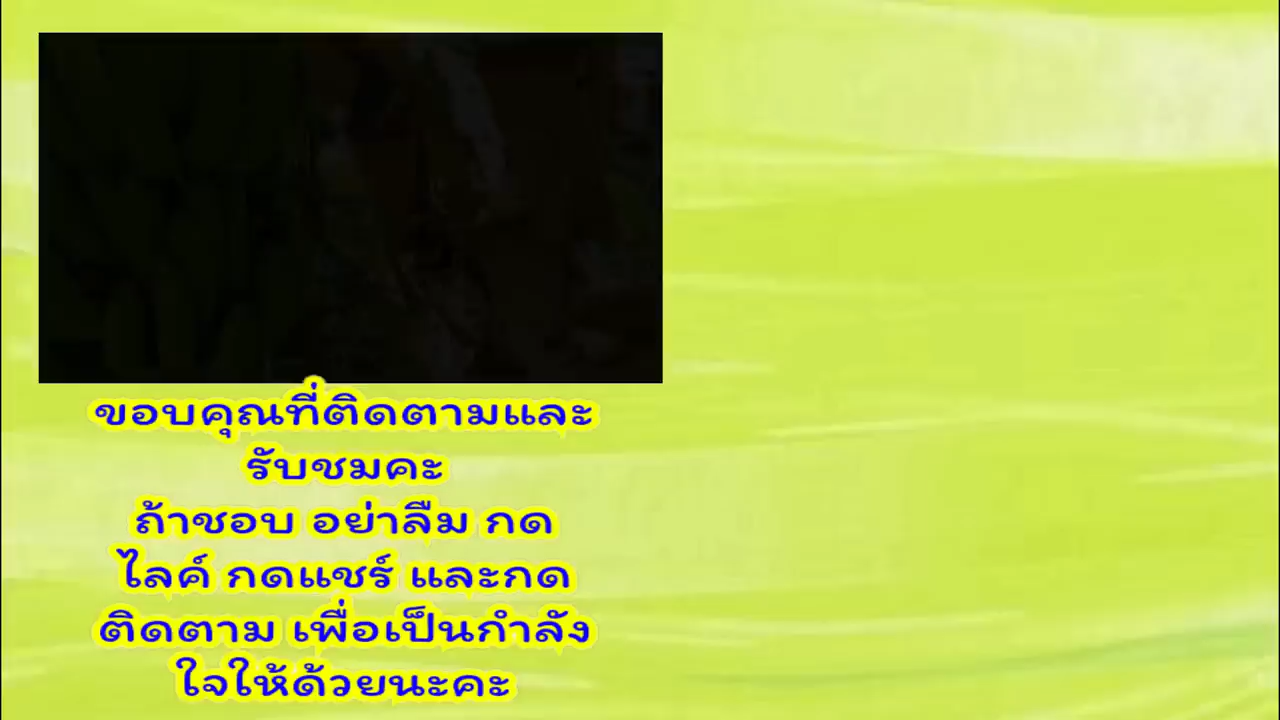 ขอบคุณที่ติดตามและ
รับชมคะ
ถ้าชอบ อย่าลืม กด
ไลค์ กดแชร์ และกด
ติดตาม เพื่อเป็นกำลัง
ใจให้ด้วยนะคะ